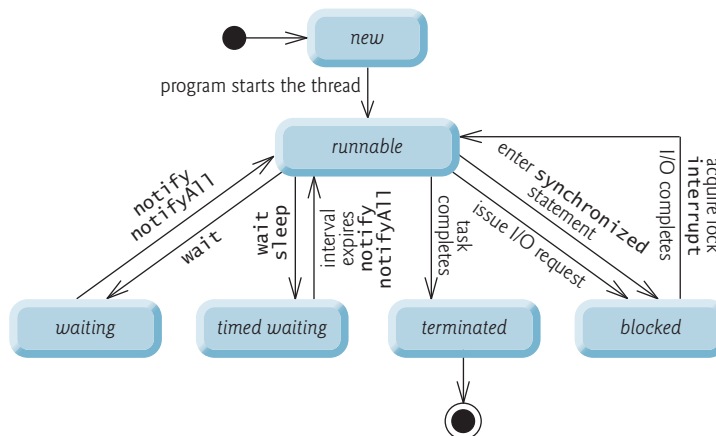 new
program starts the thread
runnable
notify
notifyAll
wait
wait
sleep
interval
expires
notify
notifyAll
task
completes
enter synchronized
statement
issue I/O request
I/O completes
interrupt
acquire lock
waiting
timed waiting
terminated
blocked